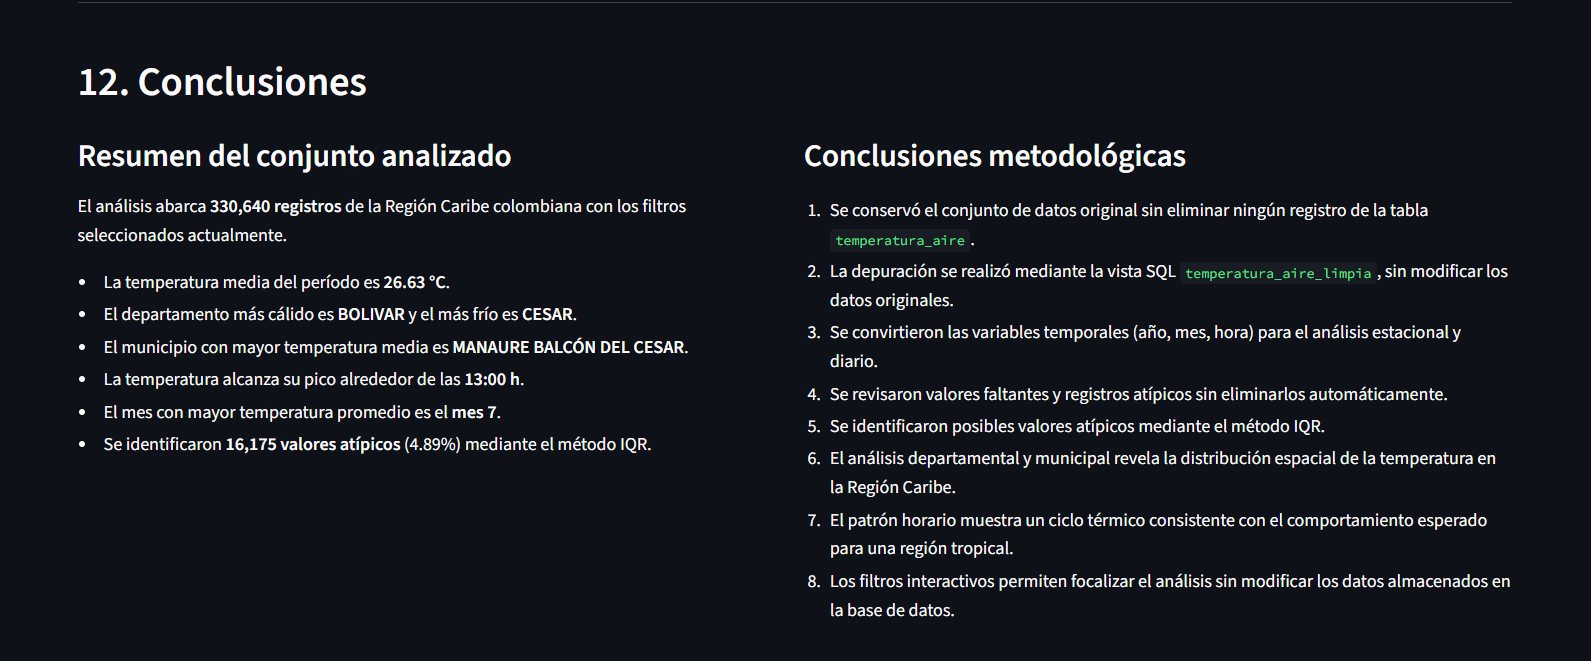 12. Conclusiones
Resumen del conjunto analizado
El análisis abarca 330,640 registros de la Región Caribe colombiana con los filtros
seleccionados actualmente.
• La temperatura media del período es 26.63 °C.
• El departamento más cálido es BOLIVAR y el más frío es CESAR.
• El municipio con mayor temperatura media es MANAURE BALCÓN DEL CESAR.
• La temperatura alcanza su pico alrededor de las 13:00 h.
• El mes con mayor temperatura promedio es el mes 7.
• Se identificaron 16,175 valores atípicos (4.89%) mediante el método IQR.
Conclusiones metodológicas
1. Se conservó el conjunto de datos original sin eliminar ningún registro de la tabla
temperatura_aire .
2. La depuración se realizó mediante la vista SQL temperatura_aire_limpia , sin modificar los
datos originales.
3. Se convirtieron las variables temporales (año, mes, hora) para el análisis estacional y
diario.
4. Se revisaron valores faltantes y registros atípicos sin eliminarlos automáticamente.
5. Se identificaron posibles valores atípicos mediante el método IQR.
6. El análisis departamental y municipal revela la distribución espacial de la temperatura en
la Región Caribe.
7. El patrón horario muestra un ciclo térmico consistente con el comportamiento esperado
para una región tropical.
8. Los filtros interactivos permiten focalizar el análisis sin modificar los datos almacenados en
la base de datos.